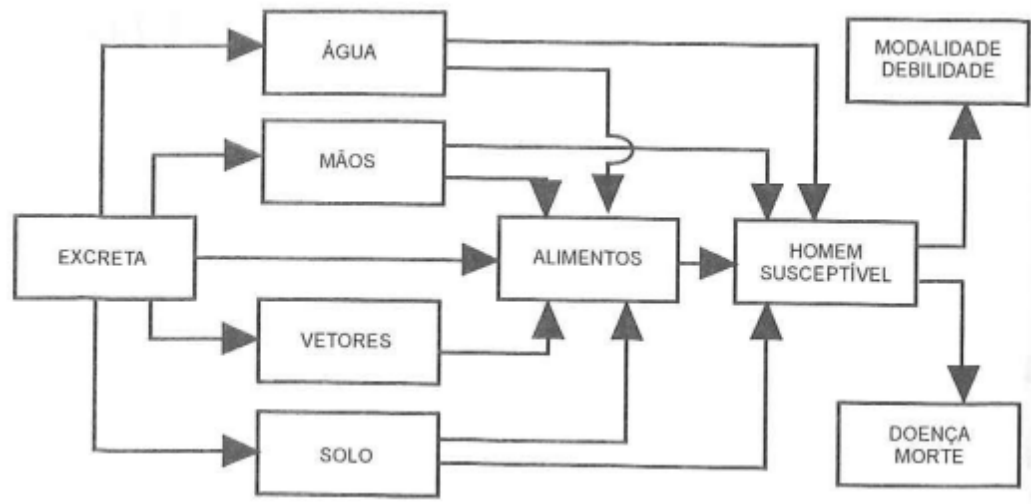 ÁGUA
MODALIDADE
DEBILIDADE
MÃOS
EXCRETA
ALIMENTOS
HOMEM
SUSCEPTÍVEL
VETORES
SOLO
DOENÇA
MORTE